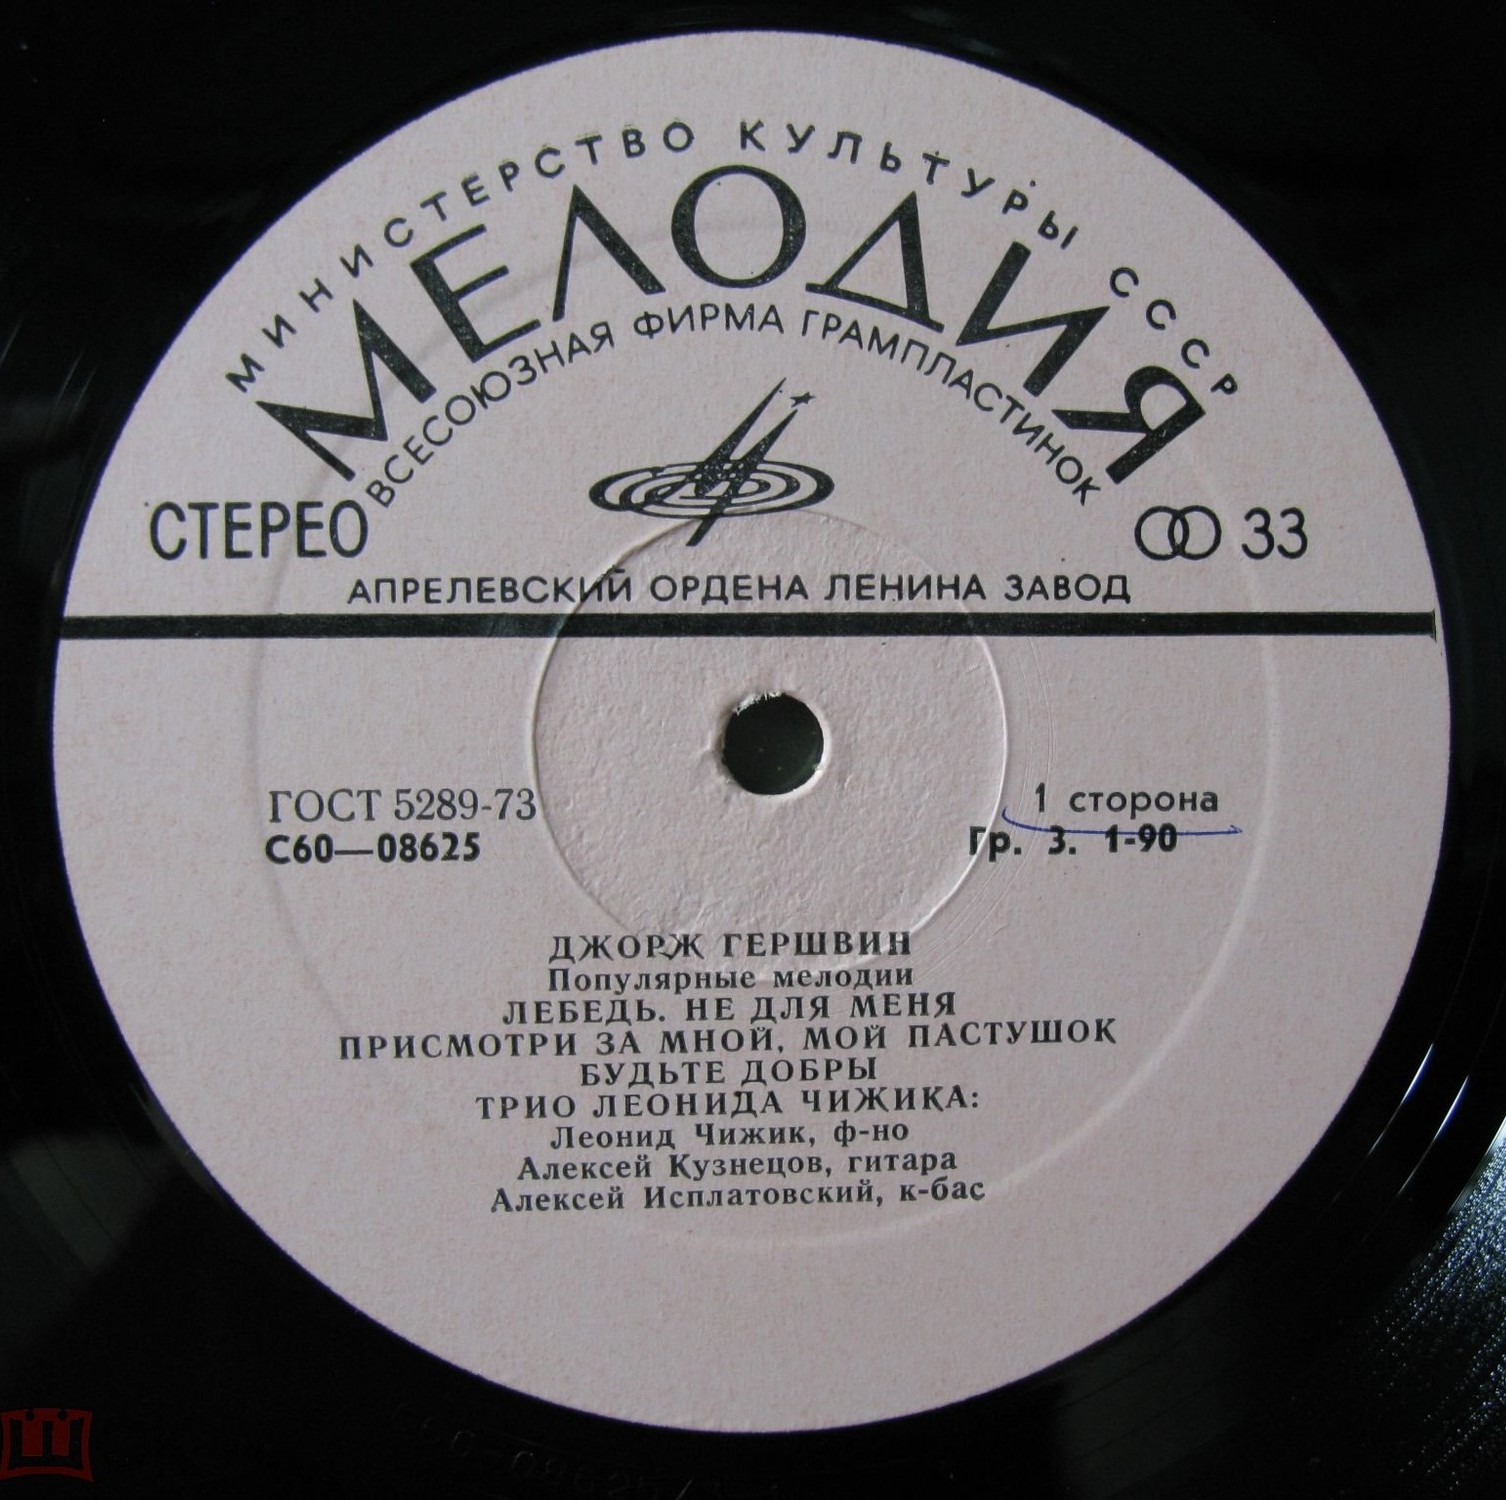 МИНИСТЕРСТВО КУЛЬТУРЫ СССР
МЕЛОДИЯ
ВСЕСОЮЗНАЯ ФИРМА ГРАМПЛАСТИНОК
СТЕРЕО
33
АПРЕЛЕВСКИЙ ОРДЕНА ЛЕНИНА ЗАВОД
ГОСТ 5289-73
1 сторона
С60—08625
Гр. 3. 1-90
ДЖОРЖ ГЕРШВИН
Популярные мелодии
ЛЕБЕДЬ. НЕ ДЛЯ МЕНЯ
ПРИСМОТРИ ЗА МНОЙ, МОЙ ПАСТУШОК
БУДЬТЕ ДОБРЫ
ТРИО ЛЕОНИДА ЧИЖИКА:
Леонид Чижик, ф-но
Алексей Кузнецов, гитара
Алексей Исплатовский, к-бас